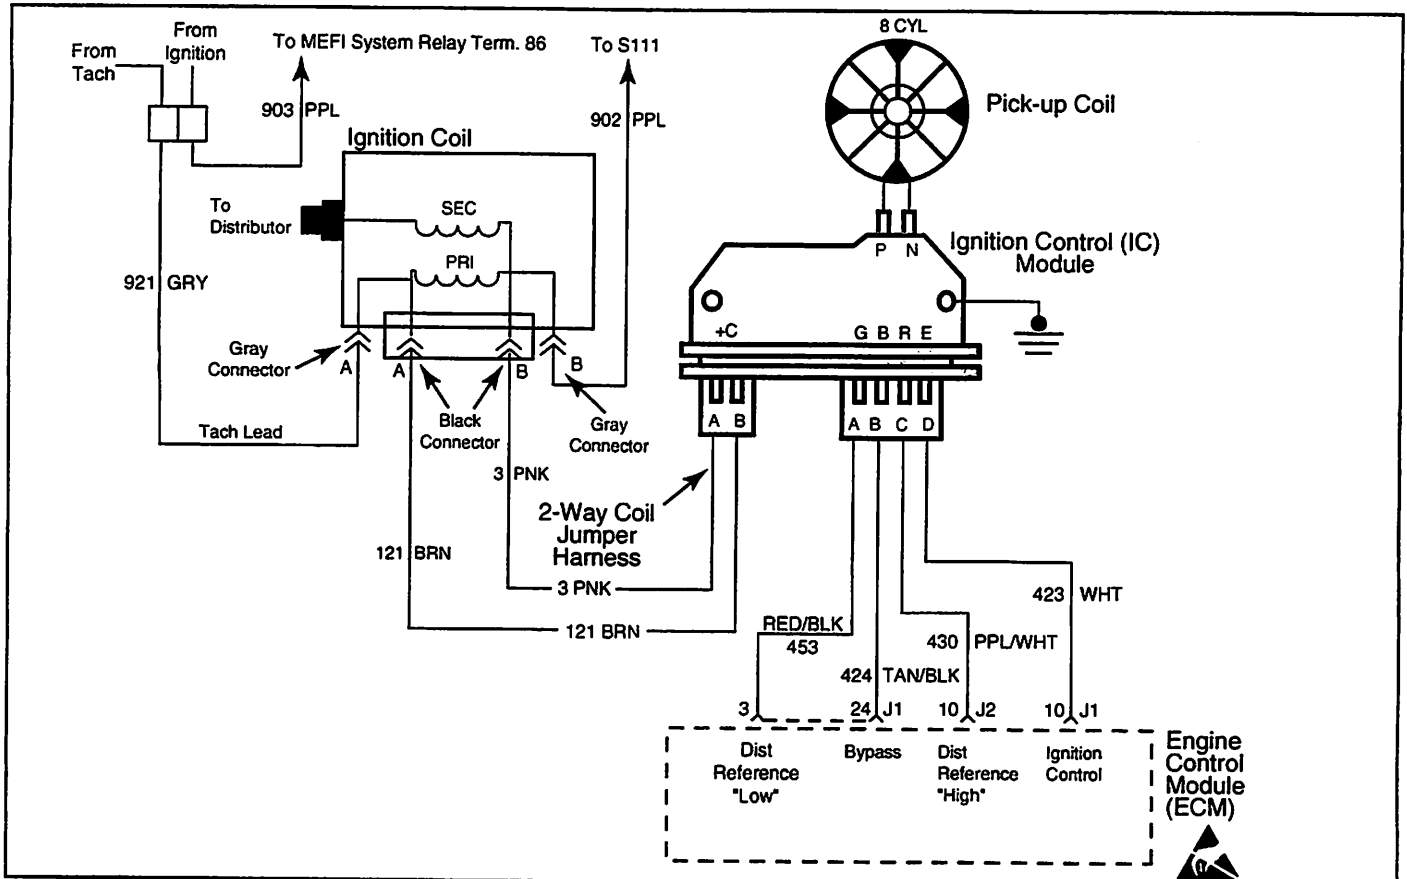 8 CYL
From
Ignition
From
Tach
To MEFI System Relay Term. 86
To S111
903 PPL
902 PPL
Pick-up Coil
Ignition Coil
To
Distributor
SEC
PRI
P N
Ignition Control (IC)
Module
921 GRY
+C
G B R E
Gray
Connector
A
A
B
B
Black
Connector
Gray
Connector
A B
A B C D
Tach Lead
3 PNK
2-Way Coil
Jumper
Harness
121 BRN
3 PNK
121 BRN
423 WHT
RED/BLK
453
430 PPL/WHT
424 TAN/BLK
3
24 J1
10 J2
10 J1
Dist
Reference
"Low"
Bypass
Dist
Reference
"High"
Ignition
Control
Engine
Control
Module
(ECM)